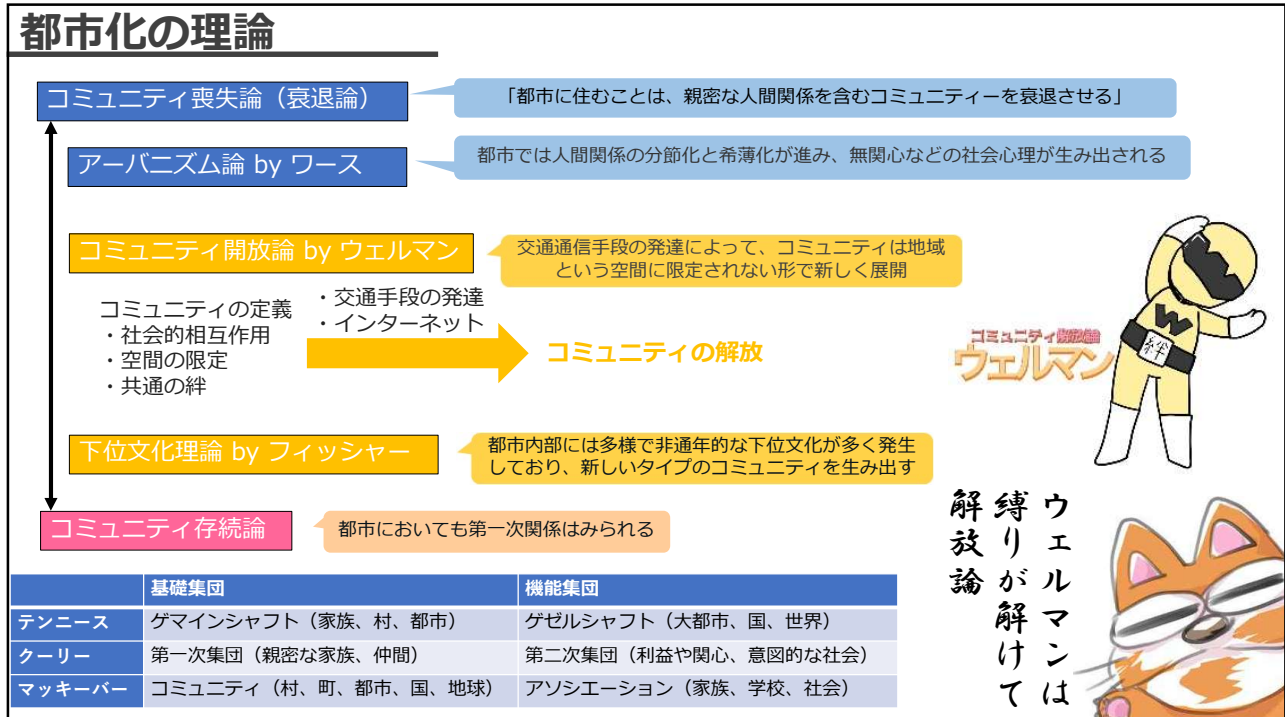 都市化の理論
コミュニティ喪失論（衰退論）
「都市に住むことは、親密な人間関係を含むコミュニティーを衰退させる」
アーバニズム論 by ワース
都市では人間関係の分節化と希薄化が進み、無関心などの社会心理が生み出される
コミュニティ開放論 by ウェルマン
交通通信手段の発達によって、コミュニティは地域
という空間に限定されない形で新しく展開
コミュニティの定義
・社会的相互作用
・空間の限定
・共通の絆
・交通手段の発達
・インターネット
コミュニティの解放
コミュニティ解放論
ウェルマン
W
絆
下位文化理論 by フィッシャー
都市内部には多様で非通年的な下位文化が多く発生
しており、新しいタイプのコミュニティを生み出す
コミュニティ存続論
都市においても第一次関係はみられる
ウェルマンは
縛りが解けて
解放論
基礎集団 機能集団
テンニース ゲマインシャフト（家族、村、都市） ゲゼルシャフト（大都市、国、世界）
クーリー 第一次集団（親密な家族、仲間） 第二次集団（利益や関心、意図的な社会）
マッキーバー コミュニティ（村、町、都市、国、地球） アソシエーション（家族、学校、社会）